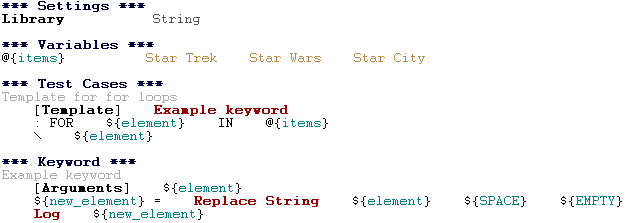 *** Settings ***
Library            String

*** Variables ***
@{items}           Star Trek    Star Wars    Star City

*** Test Cases ***
Template for for loops
    [Template]    Example keyword
    : FOR    ${element}    IN    @{items}
    \    ${element}

*** Keyword ***
Example keyword
    [Arguments]    ${element}
    ${new_element} =    Replace String    ${element}    ${SPACE}    ${EMPTY}
    Log    ${new_element}